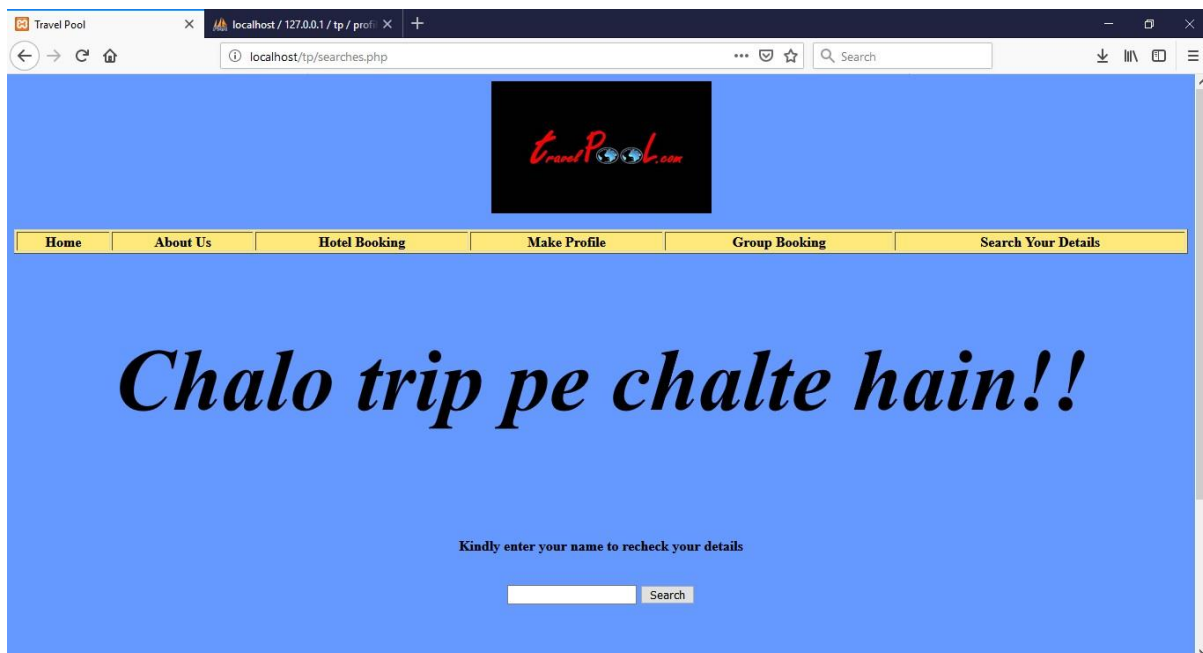 Travel Pool
localhost / 127.0.0.1 / tp / profi
localhost/tp/searches.php
Search
travelPooL.com
Home About Us Hotel Booking Make Profile Group Booking Search Your Details
Chalo trip pe chalte hain!!
Kindly enter your name to recheck your details
Search